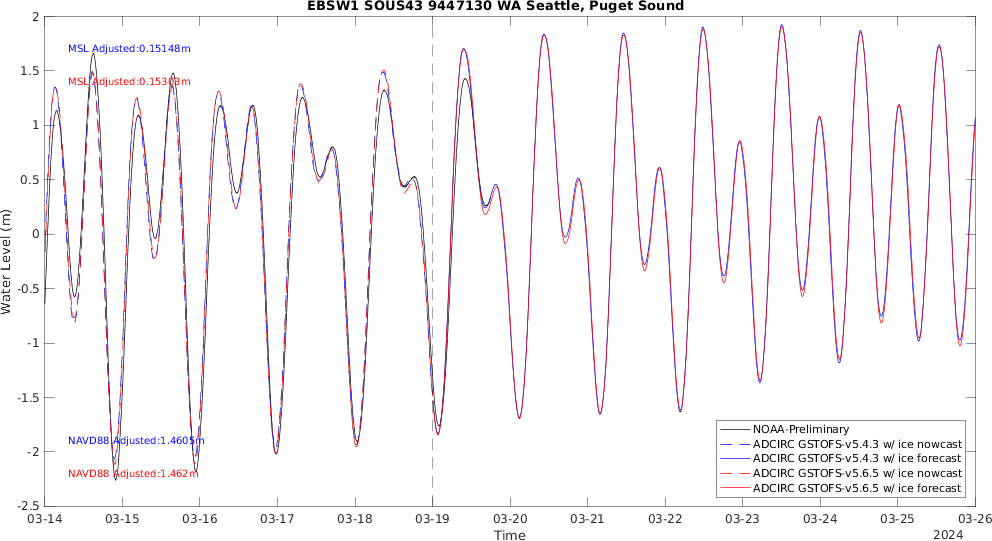 EBSW1 SOUS43 9447130 WA Seattle, Puget Sound
2
1.5
1
0.5
0
-0.5
-1
-1.5
-2
-2.5
Water Level (m)
MSL Adjusted:0.15148m
MSL Adjusted:0.15303m
NAVD88 Adjusted:1.4605m
NAVD88 Adjusted:1.462m
NOAA-Preliminary
ADCIRC GSTOFS-v5.4.3 w/ ice nowcast
ADCIRC GSTOFS-v5.4.3 w/ ice forecast
ADCIRC GSTOFS-v5.6.5 w/ ice nowcast
ADCIRC GSTOFS-v5.6.5 w/ ice forecast
03-14 03-15 03-16 03-17 03-18 03-19 03-20 03-21 03-22 03-23 03-24 03-25 03-26
Time
2024